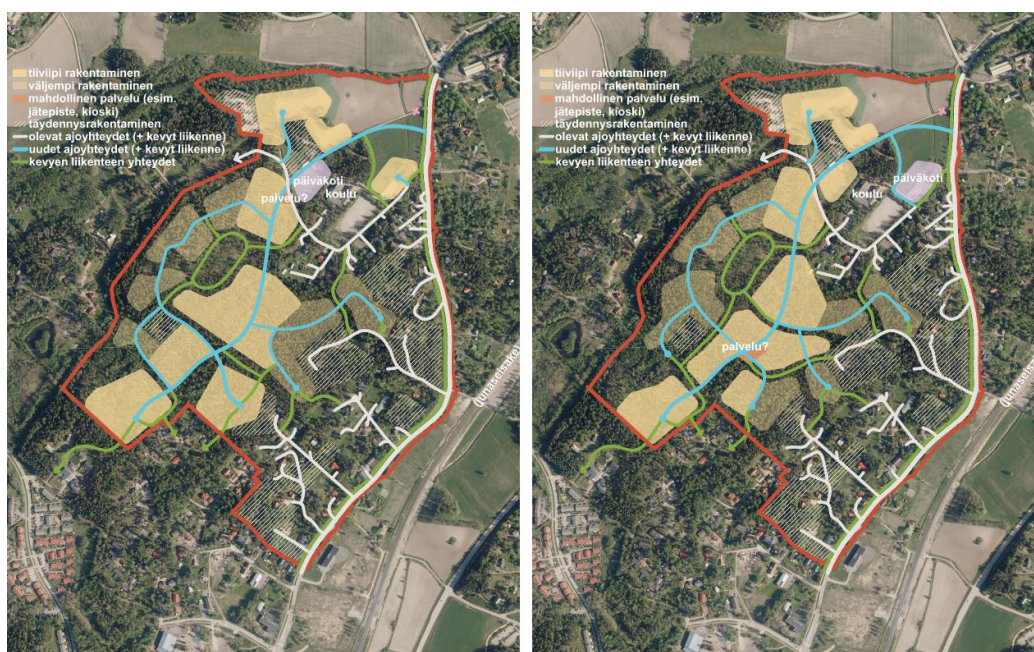 tiiviipi rakentaminen
väljempi rakentaminen
mahdollinen palvelu (esim.
jätepiste, kioski)
täydennysrakentaminen
olevat ajoyhteydet (+ kevyt liikenne)
uudet ajoyhteydet (+ kevyt liikenne)
kevyen liikenteen yhteydet
päiväkoti
koulu
palvelu?
(junaseisake)
tiiviipi rakentaminen
väljempi rakentaminen
mahdollinen palvelu (esim.
jätepiste, kioski)
täydennysrakentaminen
olevat ajoyhteydet (+ kevyt liikenne)
uudet ajoyhteydet (+ kevyt liikenne)
kevyen liikenteen yhteydet
päiväkoti
koulu
palvelu?